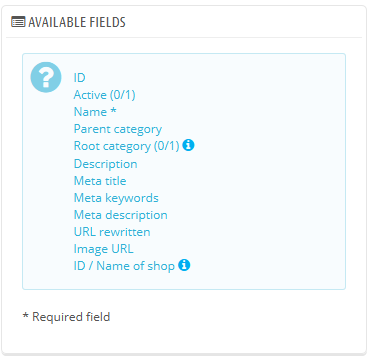 AVAILABLE FIELDS
?
ID
Active (0/1)
Name *
Parent category
Root category (0/1)
Description
Meta title
Meta keywords
Meta description
URL rewritten
Image URL
ID / Name of shop
* Required field